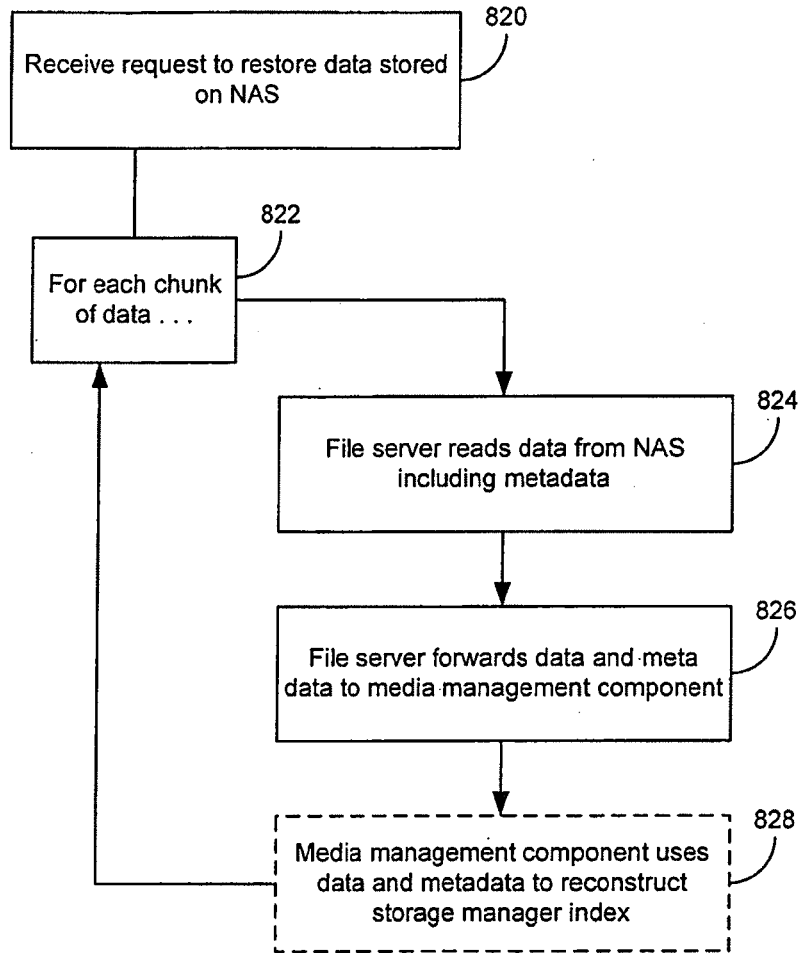 820
Receive request to restore data stored
on NAS
822
For each chunk
of data . . .
824
File server reads data from NAS
including metadata
826
File server forwards data and meta
data to media management component
828
Media management component uses
data and metadata to reconstruct
storage manager index